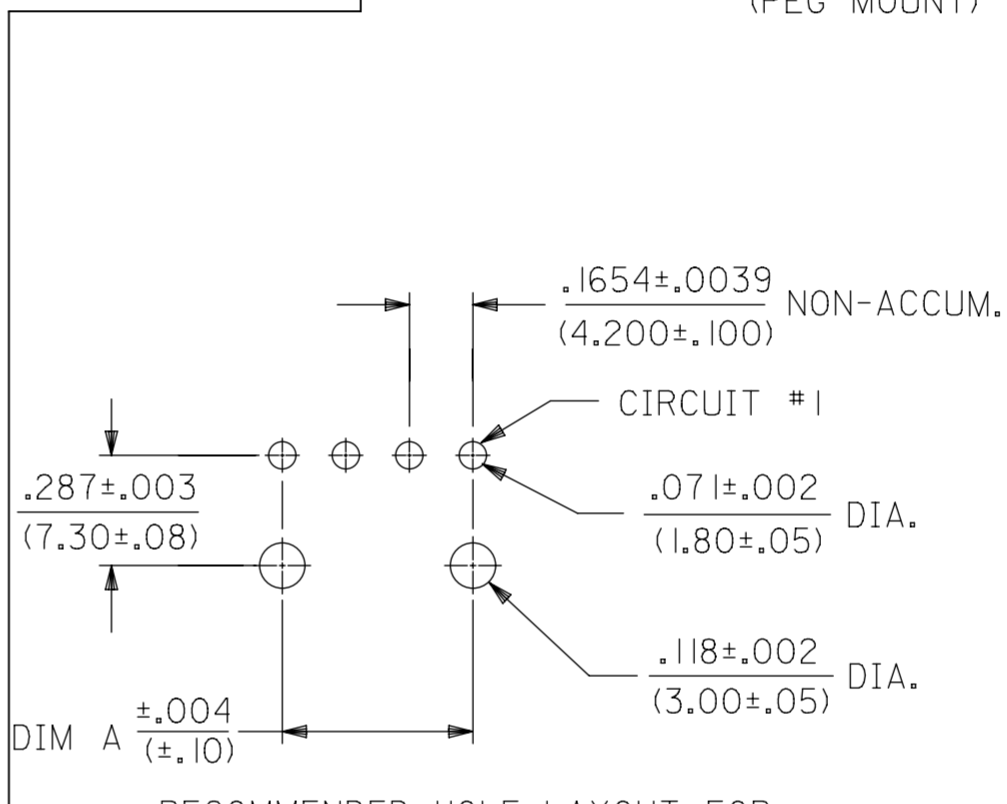 (PEG MOUNT)
.1654±.0039
(4.200±.100)
NON-ACCUM.
CIRCUIT #1
.287±.003
(7.30±.08)
.071±.002
(1.80±.05)
DIA.
.118±.002
(3.00±.05)
DIA.
DIM A
±.004
(±.10)
RECOMMENDED HOLE LAYOUT FOR